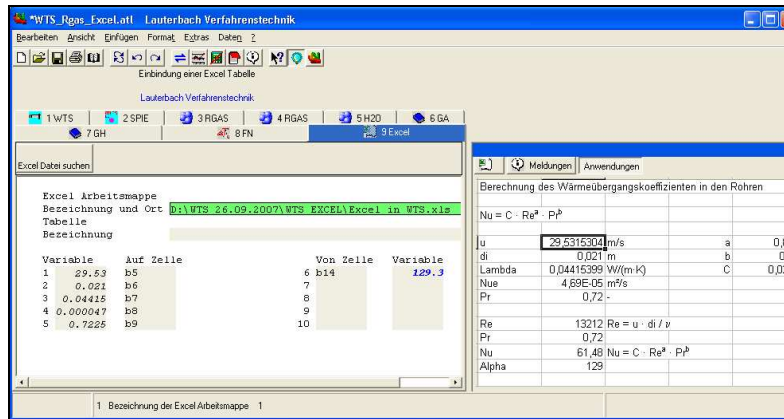 *WTS_Rgas_Excel.atl Lauterbach Verfahrenstechnik
Bearbeiten Ansicht Einfügen Format Extras Daten ?
Einbindung einer Excel Tabelle
Lauterbach Verfahrenstechnik
1 WTS 2 SPIE 3 RGAS 4 RGAS 5 H2O 6 GA
7 GH 8 FN 9 Excel
Excel Datei suchen
Excel Arbeitsmappe
Bezeichnung und Ort D:\WTS 26.09.2007\WTS EXCEL\Excel in WTS.xls
Tabelle
Bezeichnung
Variable Auf Zelle Von Zelle Variable
1 29.53 b5 6 b14 129.3
2 0.021 b6 7
3 0.04415 b7 8
4 0.000047 b8 9
5 0.7225 b9 10
Meldungen Anwendungen
Berechnung des Wärmeübergangskoeffizienten in den Rohren
Nu = C · Reᵃ · Prᵇ
u 29,5315304 m/s a
di 0,021 m b
Lambda 0,04415399 W/(m·K) C
Nue 4,69E-05 m²/s
Pr 0,72 -
Re 13212 Re = u · di / ν
Pr 0,72
Nu 61,48 Nu = C · Reᵃ · Prᵇ
Alpha 129
1 Bezeichnung der Excel Arbeitsmappe 1